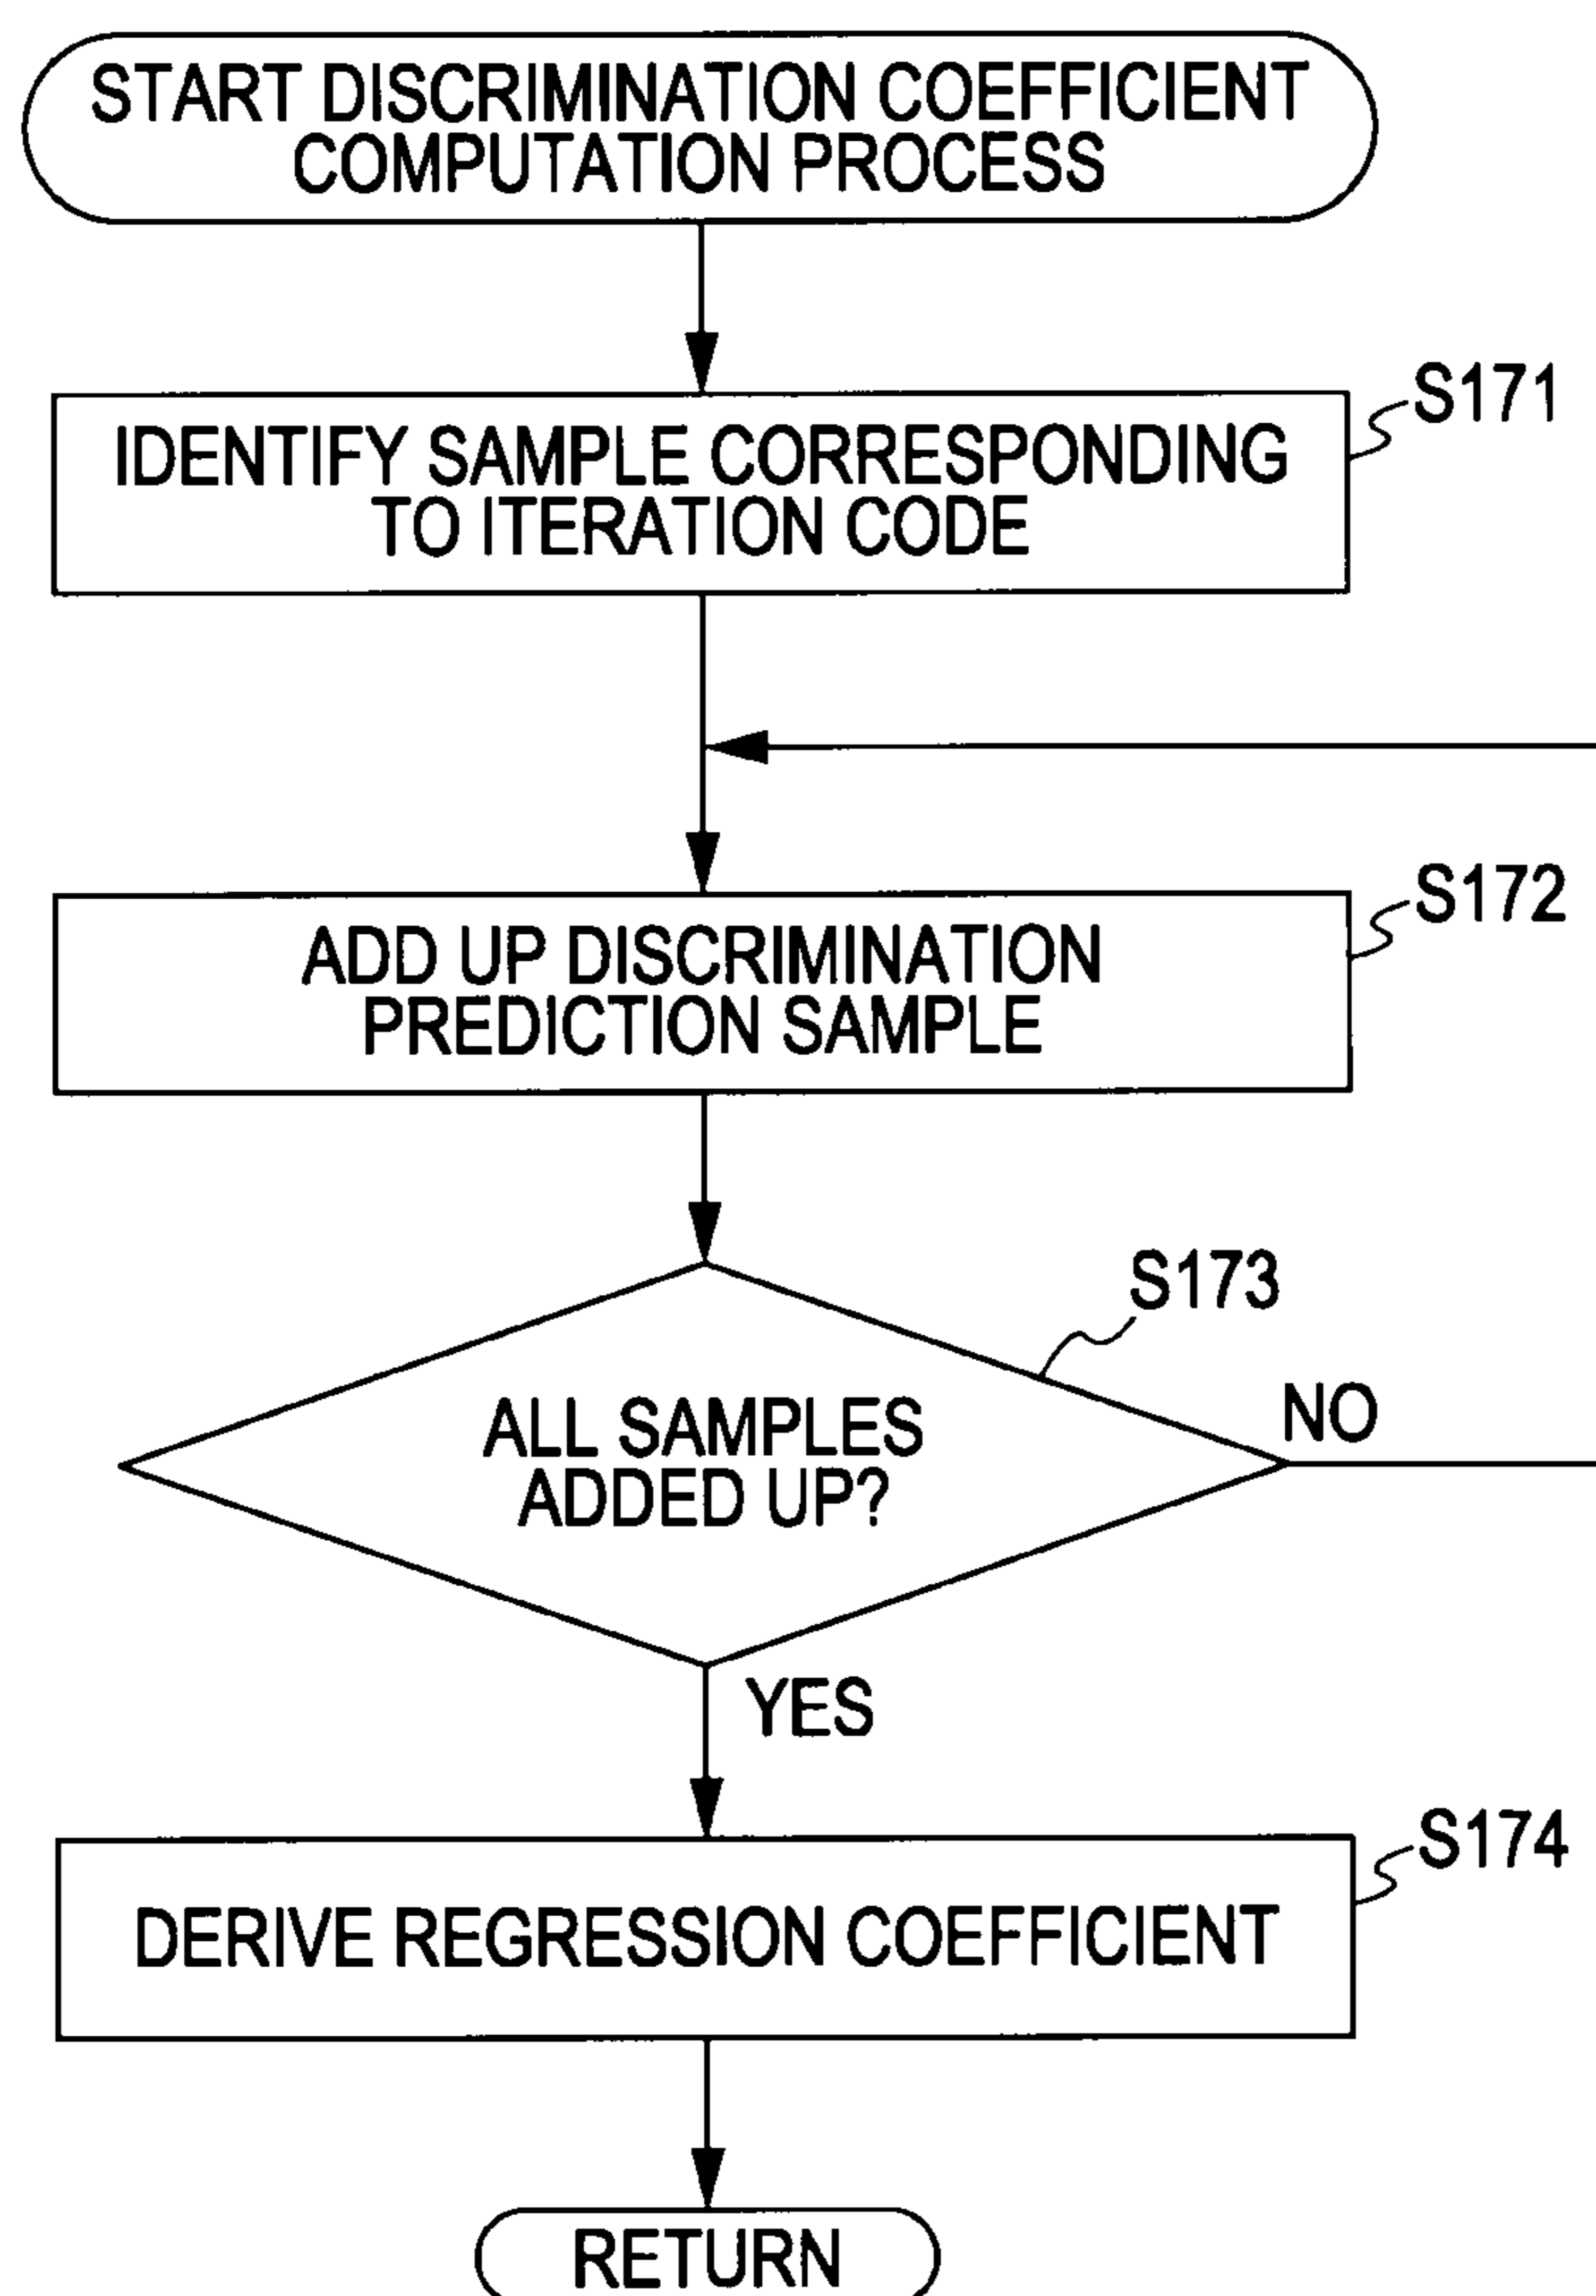 START DISCRIMINATION COEFFICIENT
COMPUTATION PROCESS
S171
IDENTIFY SAMPLE CORRESPONDING
TO ITERATION CODE
S172
ADD UP DISCRIMINATION
PREDICTION SAMPLE
S173
ALL SAMPLES
ADDED UP?
NO
YES
S174
DERIVE REGRESSION COEFFICIENT
RETURN